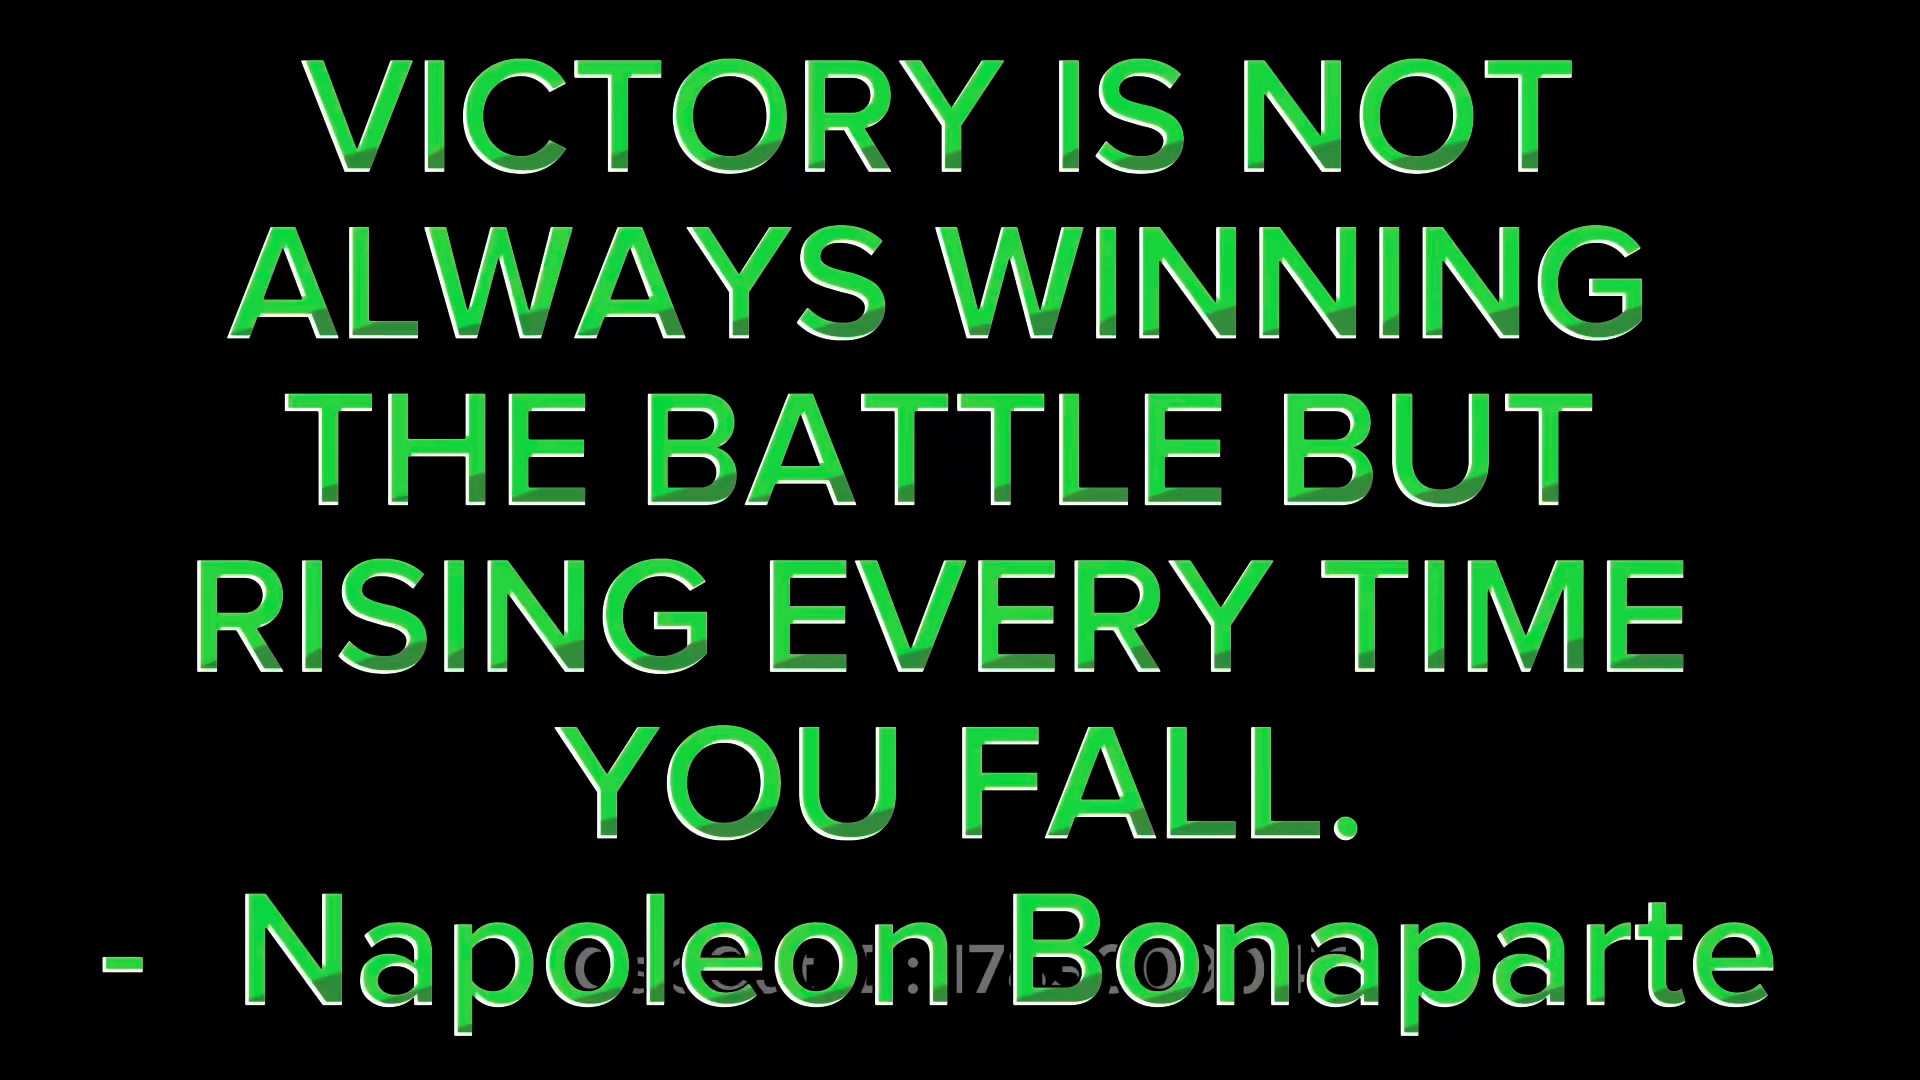 VICTORY IS NOT
ALWAYS WINNING
THE BATTLE BUT
RISING EVERY TIME
YOU FALL.
- Napoleon Bonaparte